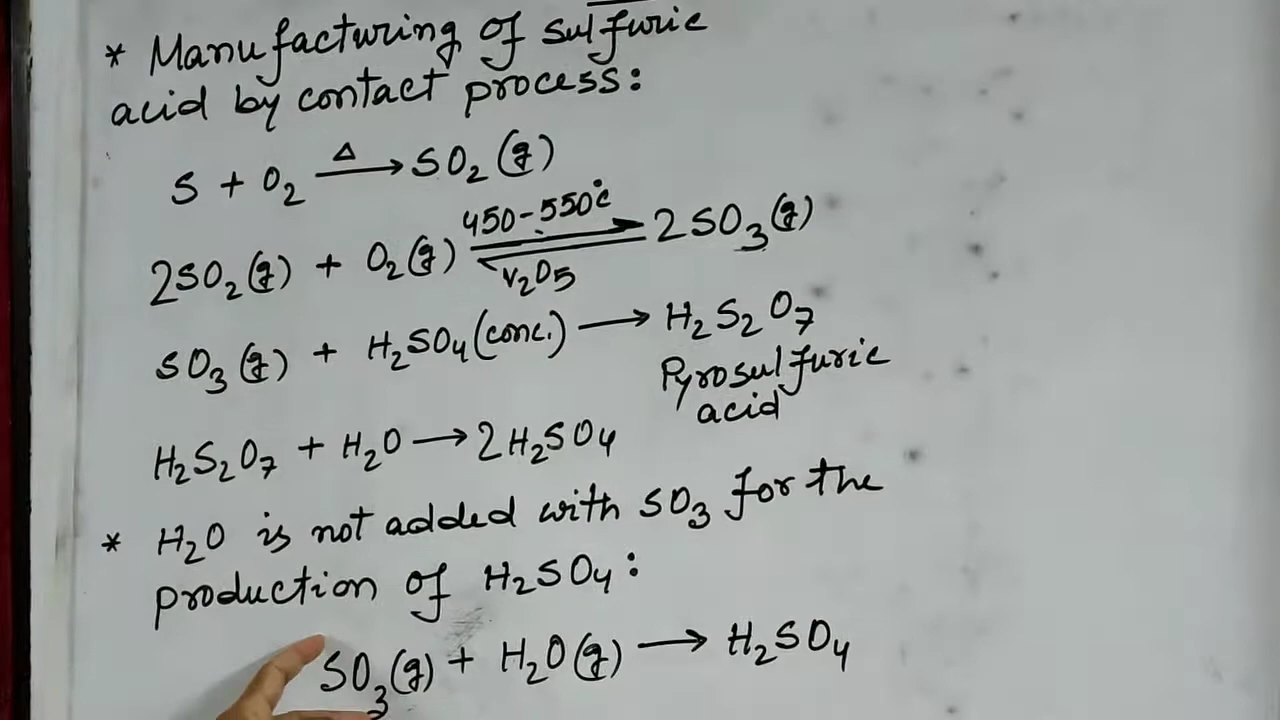 * Manufacturing of sulfuric
acid by contact process:
S + O₂ —Δ→ SO₂ (g)
450-550°C
2SO₂(g) + O₂(g) ⇌ 2SO₃(g)
V₂O₅
SO₃(g) + H₂SO₄(conc.) → H₂S₂O₇
Pyrosulfuric
acid
H₂S₂O₇ + H₂O → 2H₂SO₄
* H₂O is not added with SO₃ for the
production of H₂SO₄:
SO₃(g) + H₂O(g) → H₂SO₄